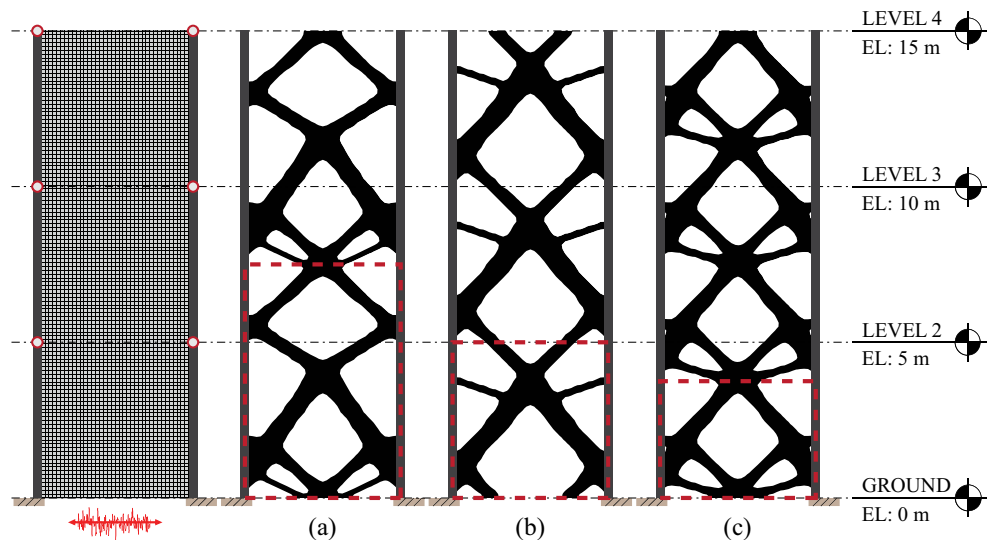 LEVEL 4
EL: 15 m
LEVEL 3
EL: 10 m
LEVEL 2
EL: 5 m
GROUND
EL: 0 m
(a)
(b)
(c)